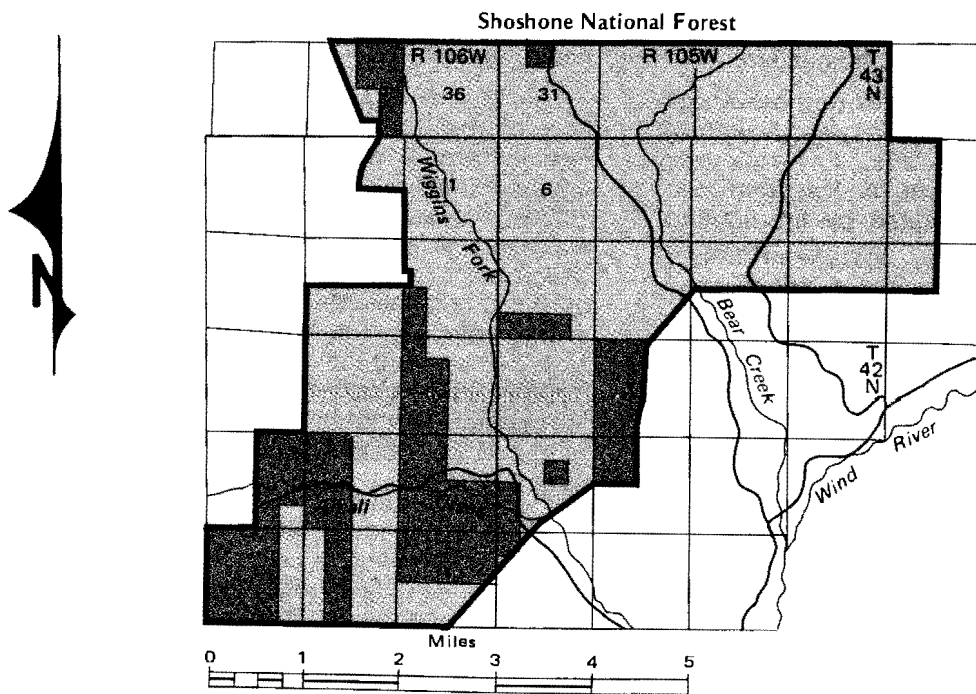 Shoshone National Forest
R 106W
R 105W
T
43
N
36
31
Wiggins
1
6
Fork
N
Bear
Creek
T
42
N
Wind
River
Miles
0
1
2
3
4
5